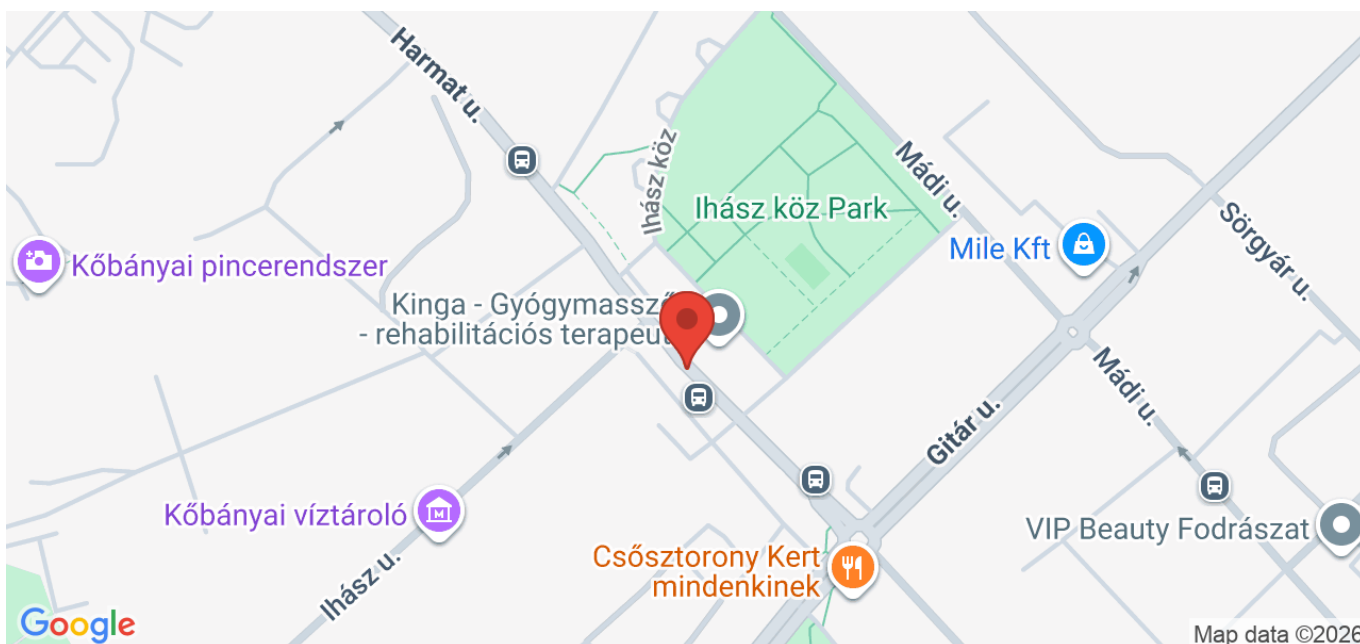 Harmat u.
Ihász köz
Mádi u.
Ihász köz Park
Sörgyár u.
Mile Kft
Kőbányai pincerendszer
Kinga - Gyógymassző
- rehabilitációs terapeut
Mádi u.
Gitár u.
Kőbányai víztároló
M
VIP Beauty Fodrászat
Csősztorony Kert
mindenkinek
Ihász u.
Google
Map data ©2026